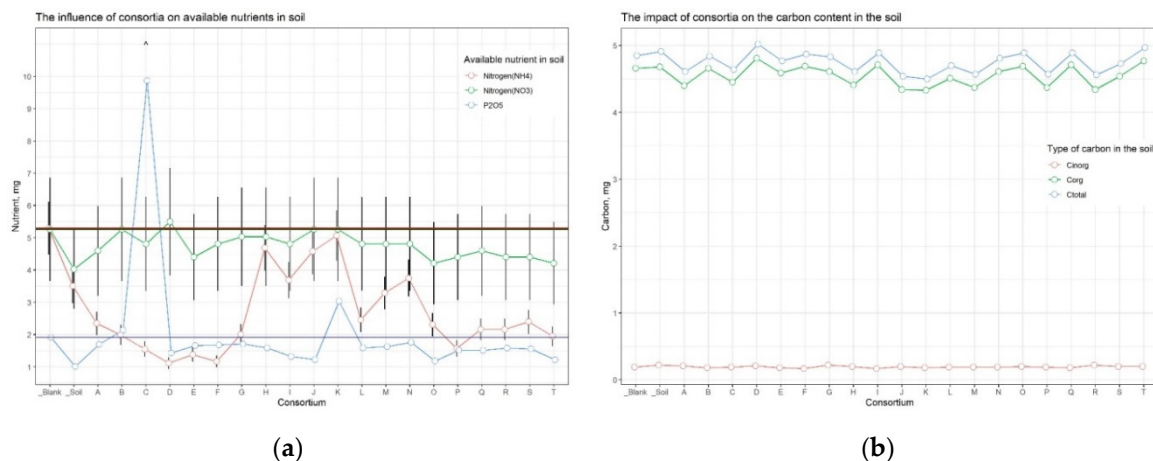 The influence of consortia on available nutrients in soil
^
Available nutrient in soil
Nitrogen(NH4)
Nitrogen(NO3)
P2O5
Nutrient, mg
10
9
8
7
6
5
4
3
2
1
_Blank _Soil A B C D E F G H I J K L M N O P Q R S T
Consortium
(a)
The impact of consortia on the carbon content in the soil
Type of carbon in the soil
Cinorg
Corg
Ctotal
Carbon, mg
5
4
3
2
1
0
_Blank _Soil A B C D E F G H I J K L M N O P Q R S T
Consortium
(b)